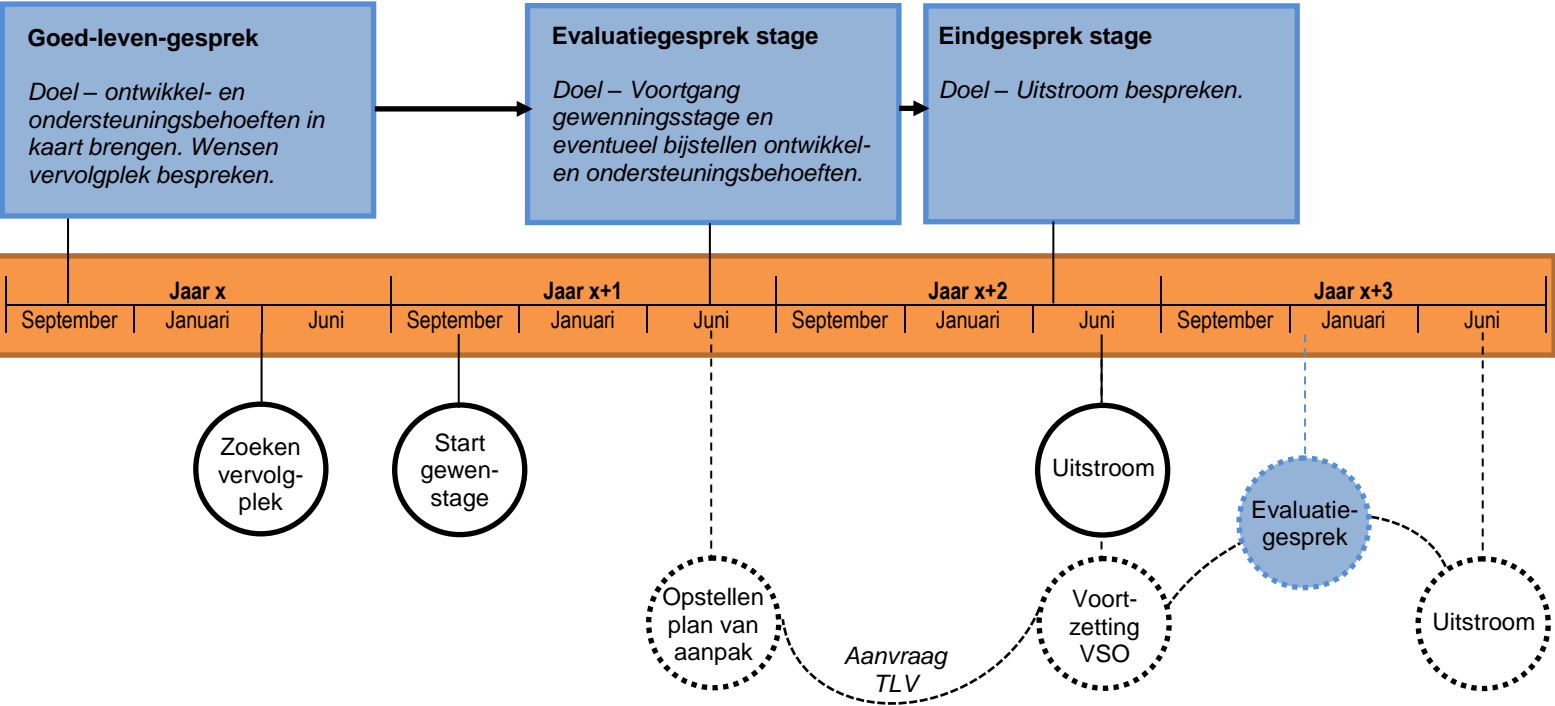 Goed-leven-gesprek
Doel – ontwikkel- en
ondersteuningsbehoeften in
kaart brengen. Wensen
vervolgplek bespreken.
Evaluatiegesprek stage
Doel – Voortgang
gewenningsstage en
eventueel bijstellen ontwikkel-
en ondersteuningsbehoeften.
Eindgesprek stage
Doel – Uitstroom bespreken.
Jaar x
Jaar x+1
Jaar x+2
Jaar x+3
September
Januari
Juni
September
Januari
Juni
September
Januari
Juni
September
Januari
Juni
Zoeken
vervolg-
plek
Start
gewen-
stage
Uitstroom
Evaluatie-
gesprek
Opstellen
plan van
aanpak
Aanvraag
TLV
Voort-
zetting
VSO
Uitstroom